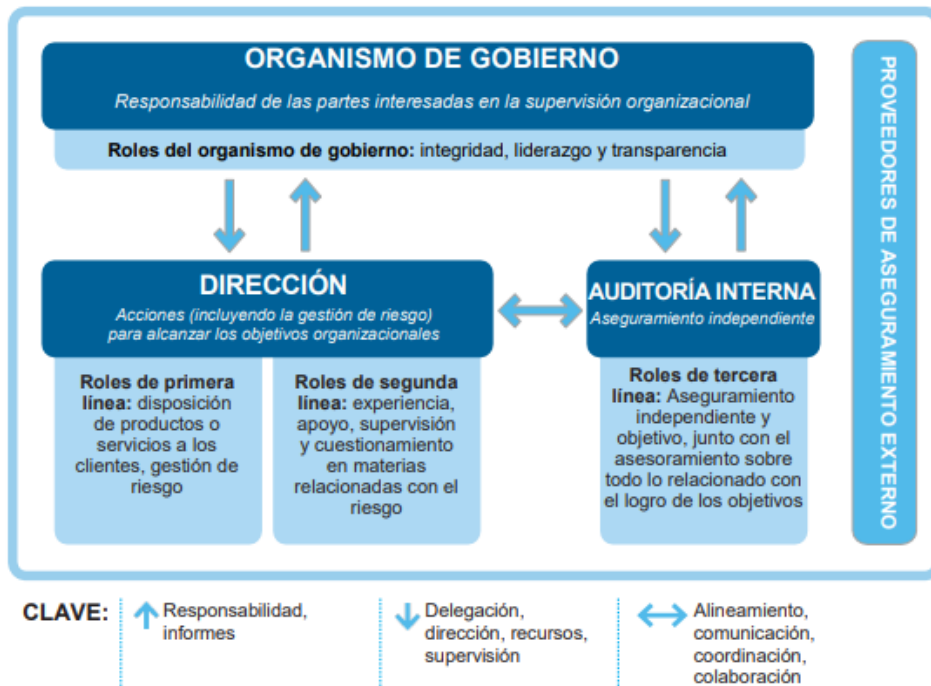 ORGANISMO DE GOBIERNO
Responsabilidad de las partes interesadas en la supervisión organizacional
Roles del organismo de gobierno: integridad, liderazgo y transparencia
DIRECCIÓN
Acciones (incluyendo la gestión de riesgo)
para alcanzar los objetivos organizacionales
Roles de primera
línea: disposición
de productos o
servicios a los
clientes, gestión de
riesgo
Roles de segunda
línea: experiencia,
apoyo, supervisión
y cuestionamiento
en materias
relacionadas con el
riesgo
AUDITORÍA INTERNA
Aseguramiento independiente
Roles de tercera
línea: Aseguramiento
independiente y
objetivo, junto con el
asesoramiento sobre
todo lo relacionado con
el logro de los objetivos
PROVEEDORES DE ASEGURAMIENTO EXTERNO
CLAVE:
Responsabilidad,
informes
Delegación,
dirección, recursos,
supervisión
Alineamiento,
comunicación,
coordinación,
colaboración